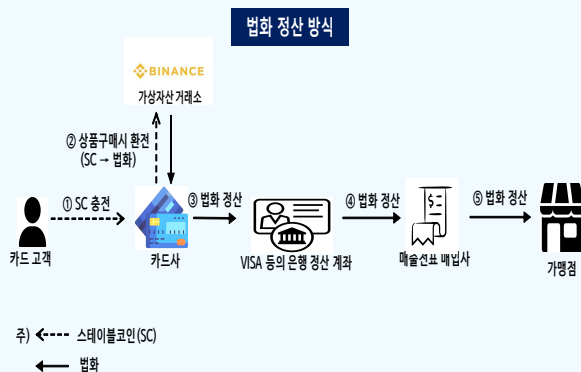 법화 정산 방식
BINANCE
가상자산 거래소
② 상품구매시 환전
(SC → 법화)
① SC 충전
③ 법화 정산
④ 법화 정산
⑤ 법화 정산
카드 고객
카드사
VISA 등의 은행 정산 계좌
매출전표 매입사
가맹점
주) 스테이블코인(SC)
법화